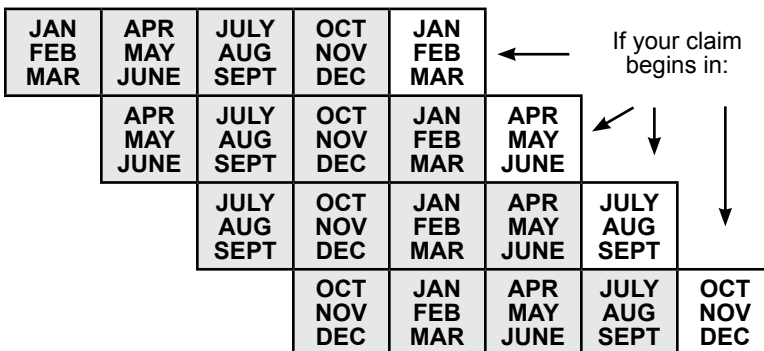 JAN APR JULY OCT JAN
FEB MAY AUG NOV FEB
MAR JUNE SEPT DEC MAR
If your claim
begins in:
APR JULY OCT JAN APR
MAY AUG NOV FEB MAY
JUNE SEPT DEC MAR JUNE
JULY OCT JAN APR JULY
AUG NOV FEB MAY AUG
SEPT DEC MAR JUNE SEPT
OCT JAN APR JULY OCT
NOV FEB MAY AUG NOV
DEC MAR JUNE SEPT DEC